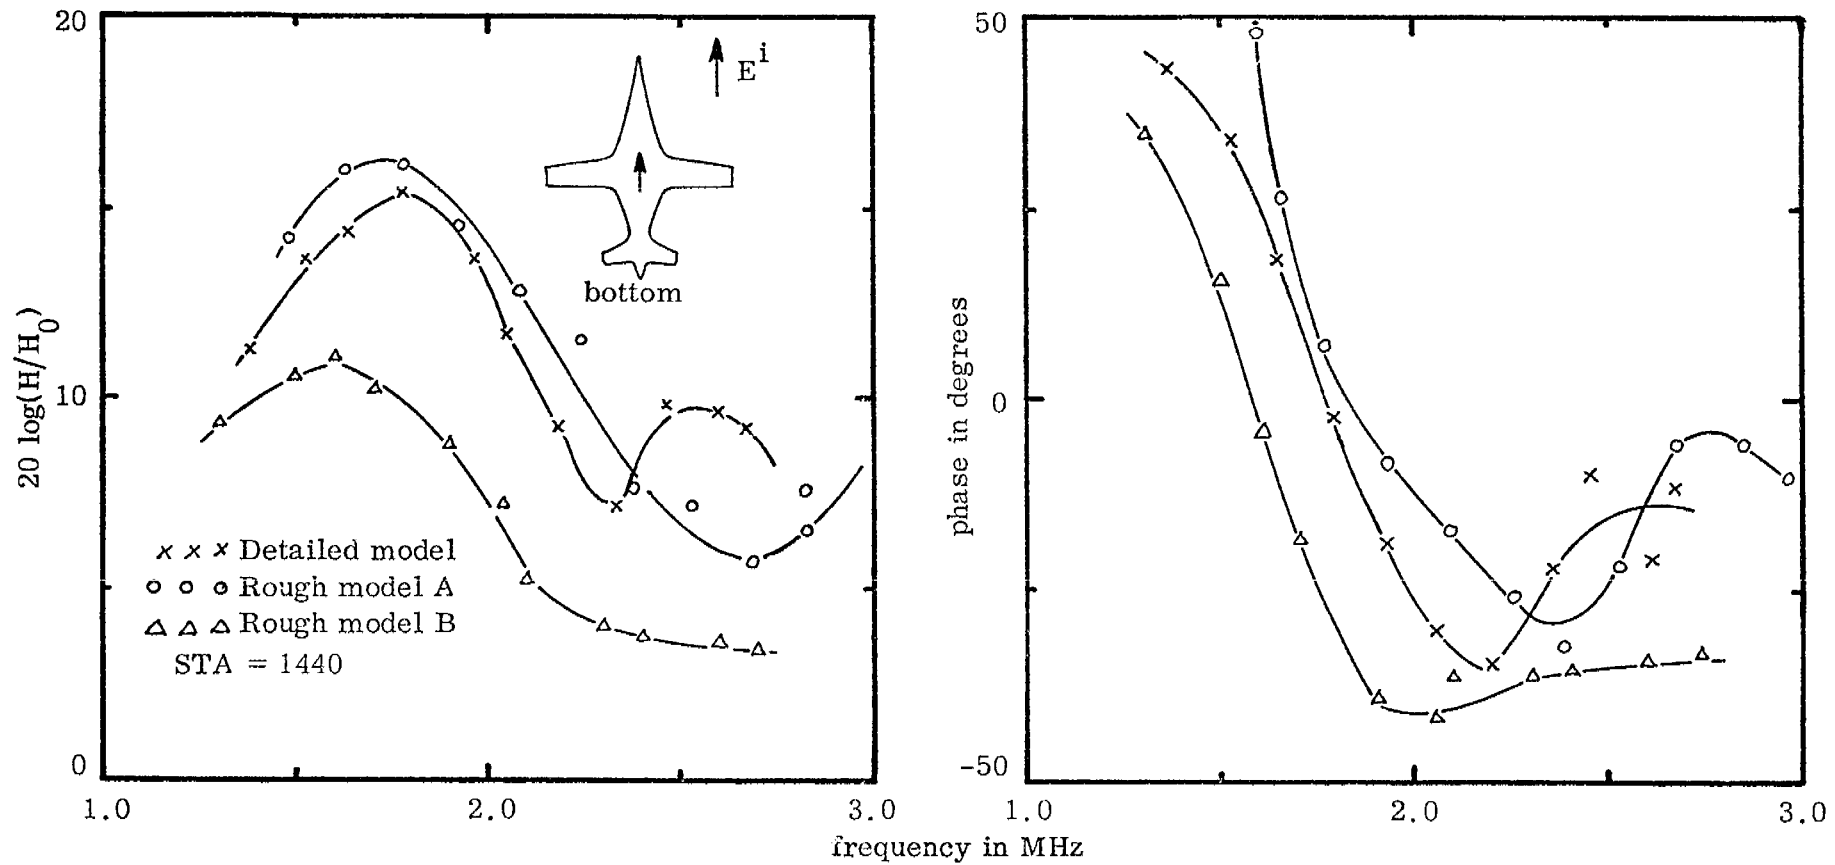 20
10
0
20 log(H/H0)
E^i
bottom
x x x Detailed model
o o o Rough model A
△ △ △ Rough model B
STA = 1440
1.0
2.0
3.0
50
0
-50
phase in degrees
1.0
2.0
3.0
frequency in MHz